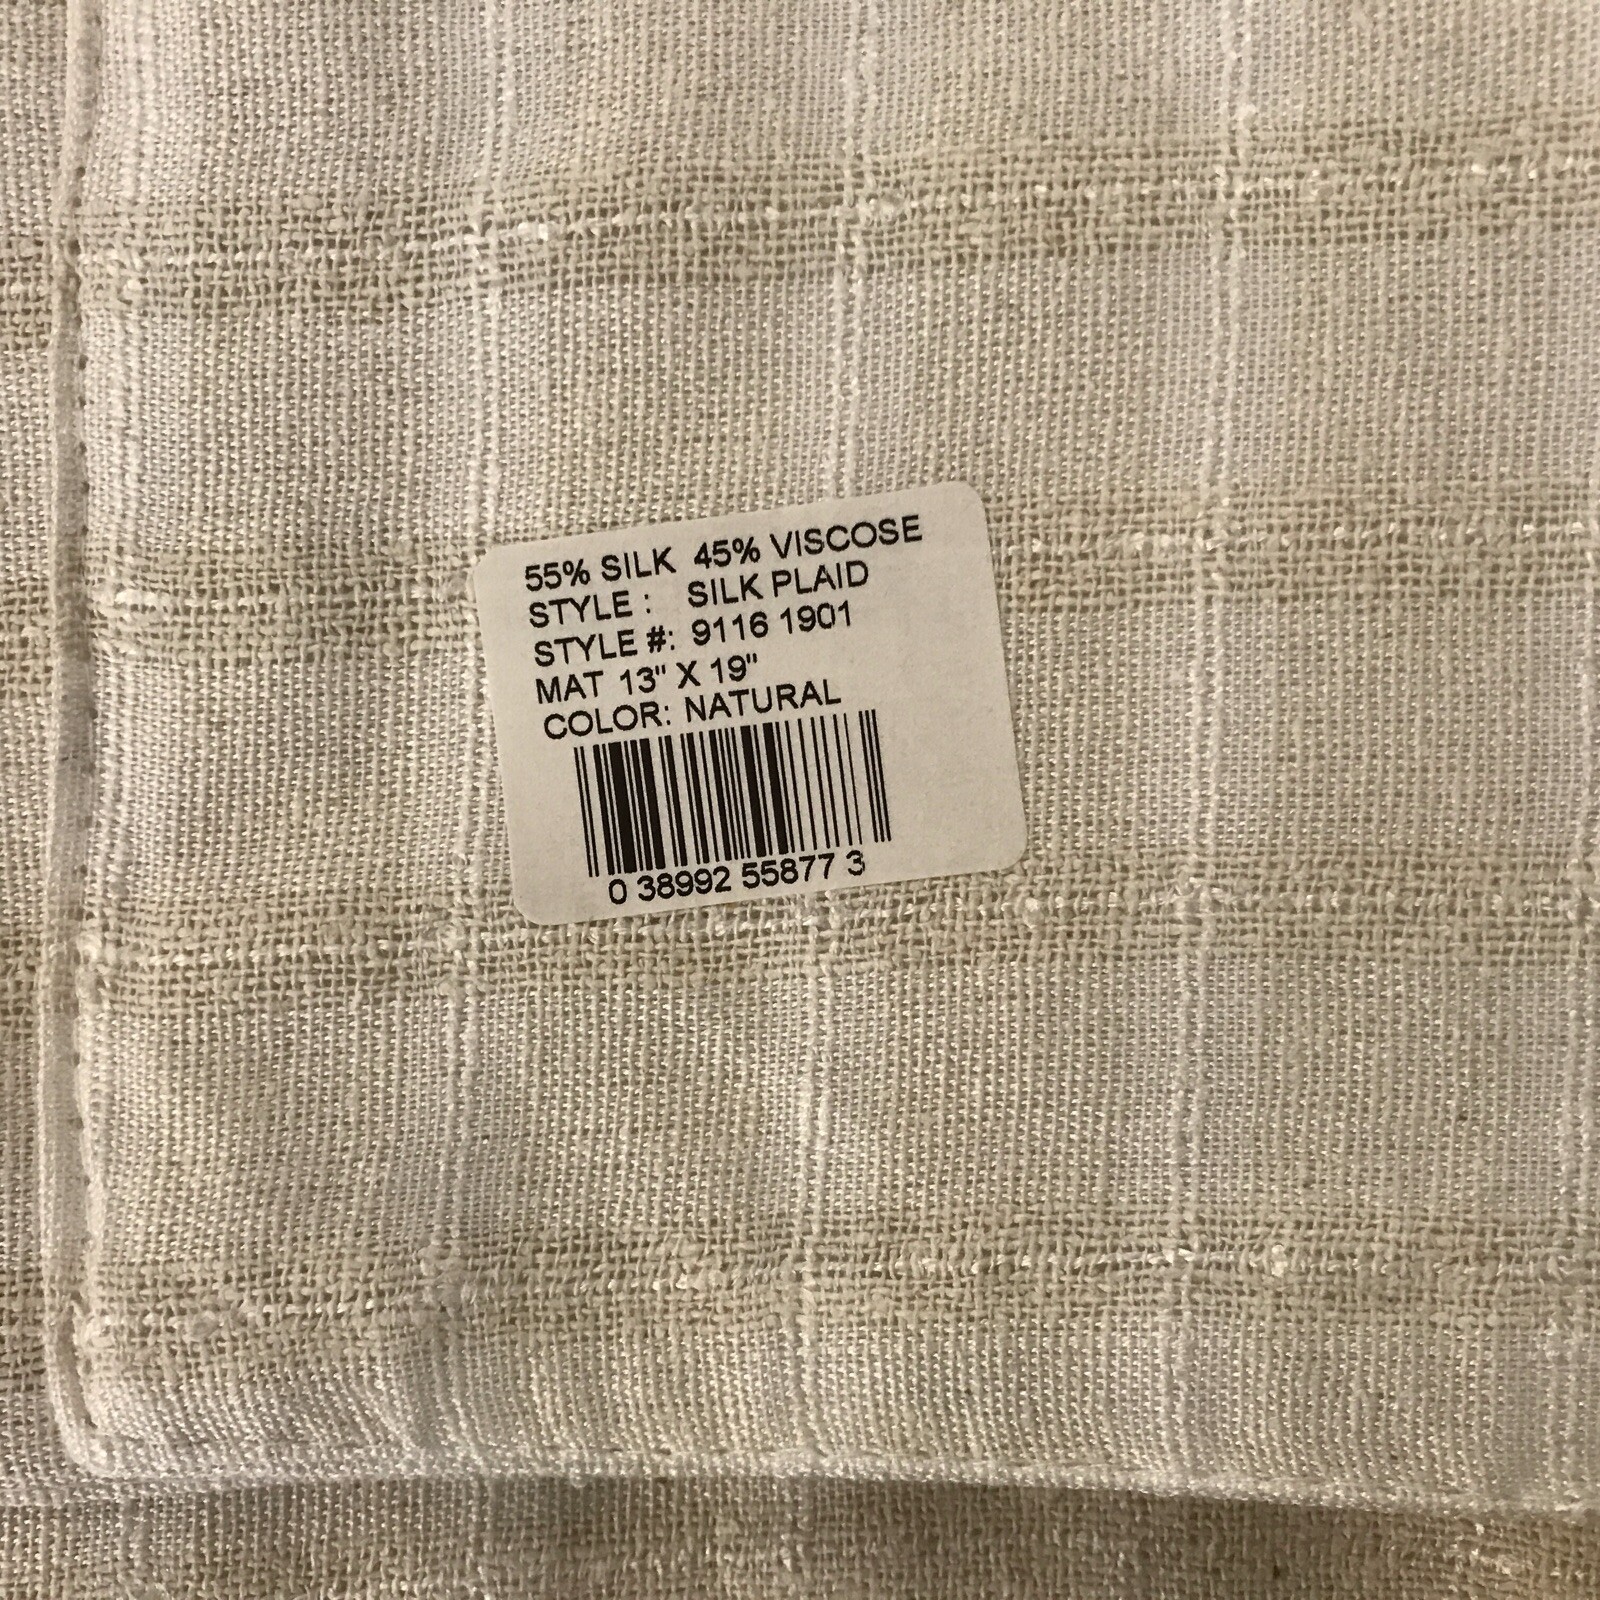 55% SILK 45% VISCOSE
STYLE : SILK PLAID
STYLE #: 9116 1901
MAT 13" X 19"
COLOR: NATURAL
0 38992 55877 3